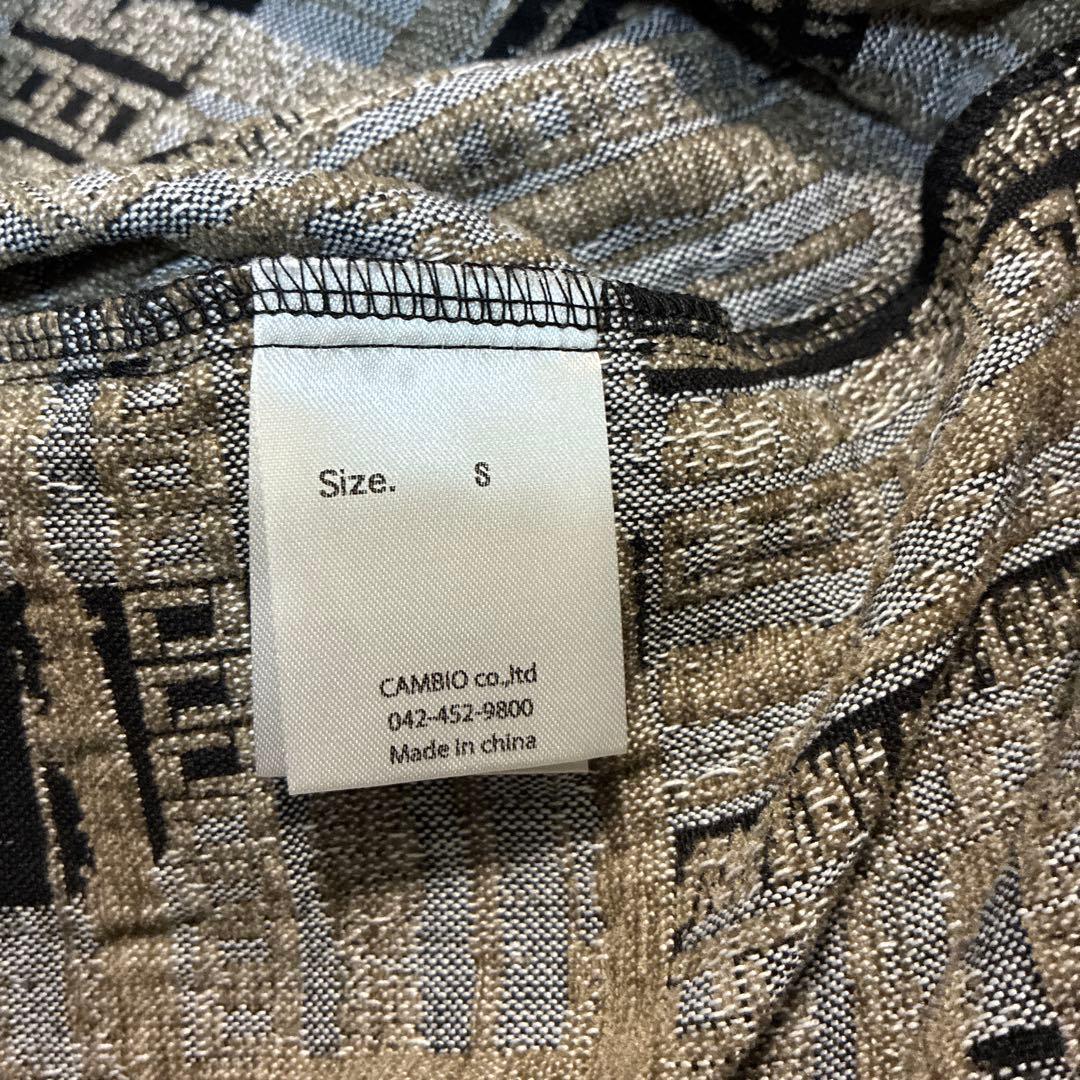 Size. S
CAMBIO co.,ltd
042-452-9800
Made in china